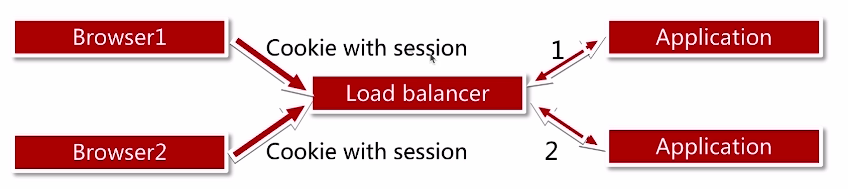 Browser1
Cookie with session
1
Application
Load balancer
Browser2
Cookie with session
2
Application